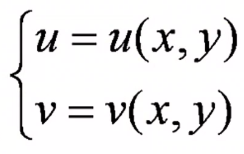 u = u(x, y)
v = v(x, y)